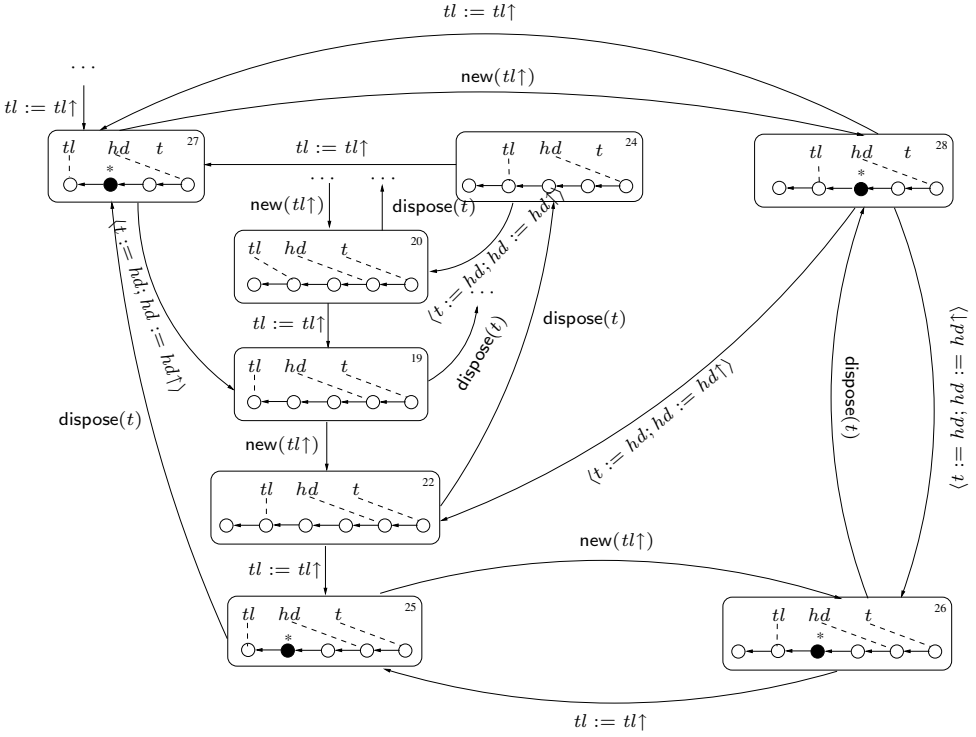 tl := tl↑
...
new(tl↑)
tl := tl↑
27
tl hd t
*
tl := tl↑
24
tl hd t
28
tl hd t
*
... ...
new(tl↑)
dispose(t)
⟨t := hd; hd := hd↑⟩
20
tl hd t
⟨t := hd; hd := hd↑⟩
...
tl := tl↑
dispose(t)
dispose(t)
19
tl hd t
⟨t := hd; hd := hd↑⟩
dispose(t)
⟨t := hd; hd := hd↑⟩
dispose(t)
new(tl↑)
22
tl hd t
tl := tl↑
new(tl↑)
25
tl hd t
*
26
tl hd t
*
tl := tl↑